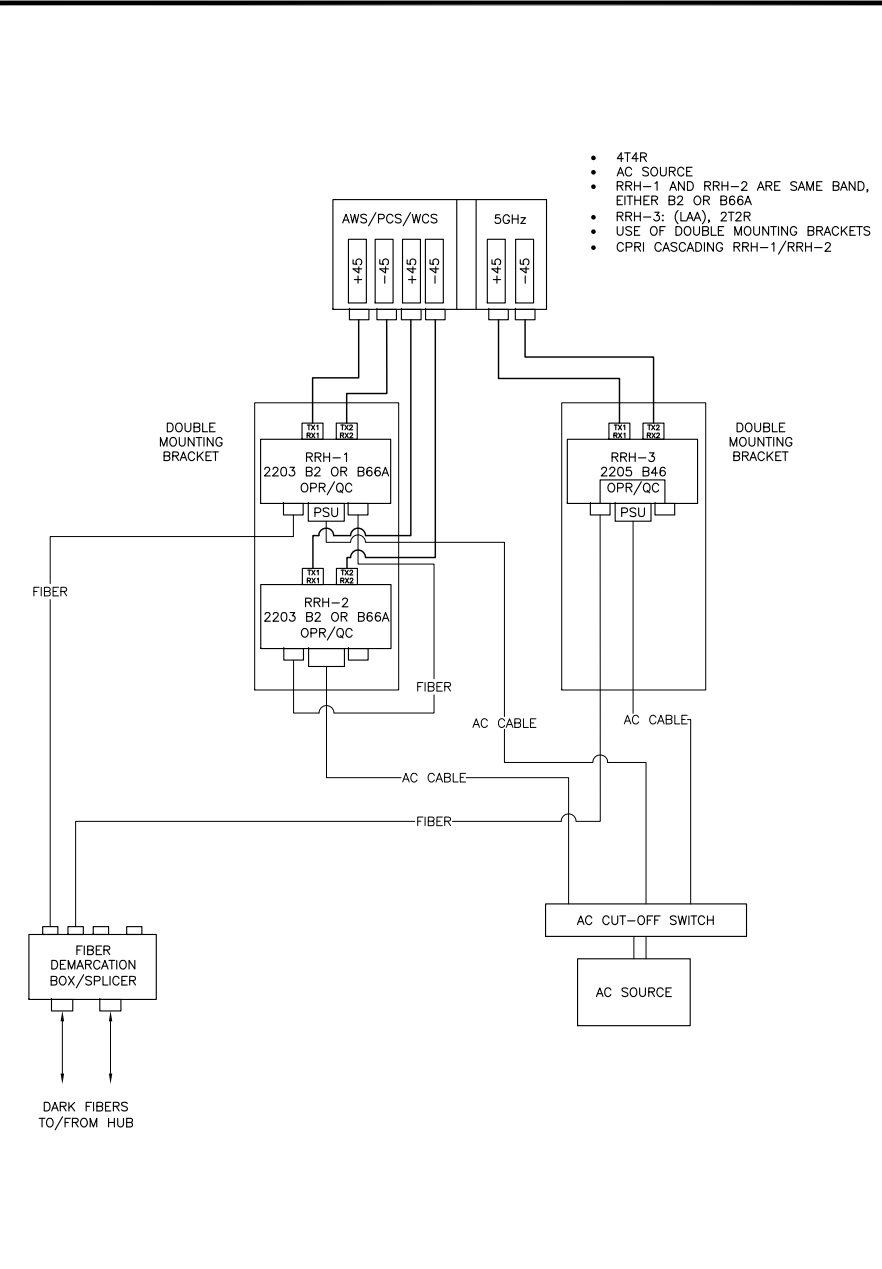 • 4T4R
• AC SOURCE
• RRH-1 AND RRH-2 ARE SAME BAND,
EITHER B2 OR B66A
• RRH-3: (LAA), 2T2R
• USE OF DOUBLE MOUNTING BRACKETS
• CPRI CASCADING RRH-1/RRH-2
AWS/PCS/WCS
5GHz
+45
-45
+45
-45
+45
-45
DOUBLE
MOUNTING
BRACKET
TX1
RX1
TX2
RX2
RRH-1
2203 B2 OR B66A
OPR/QC
PSU
TX1
RX1
TX2
RX2
RRH-3
2205 B46
OPR/QC
PSU
DOUBLE
MOUNTING
BRACKET
TX1
RX1
TX2
RX2
RRH-2
2203 B2 OR B66A
OPR/QC
FIBER
FIBER
AC CABLE
AC CABLE
AC CABLE
FIBER
AC CUT-OFF SWITCH
AC SOURCE
FIBER
DEMARCATION
BOX/SPLICER
DARK FIBERS
TO/FROM HUB